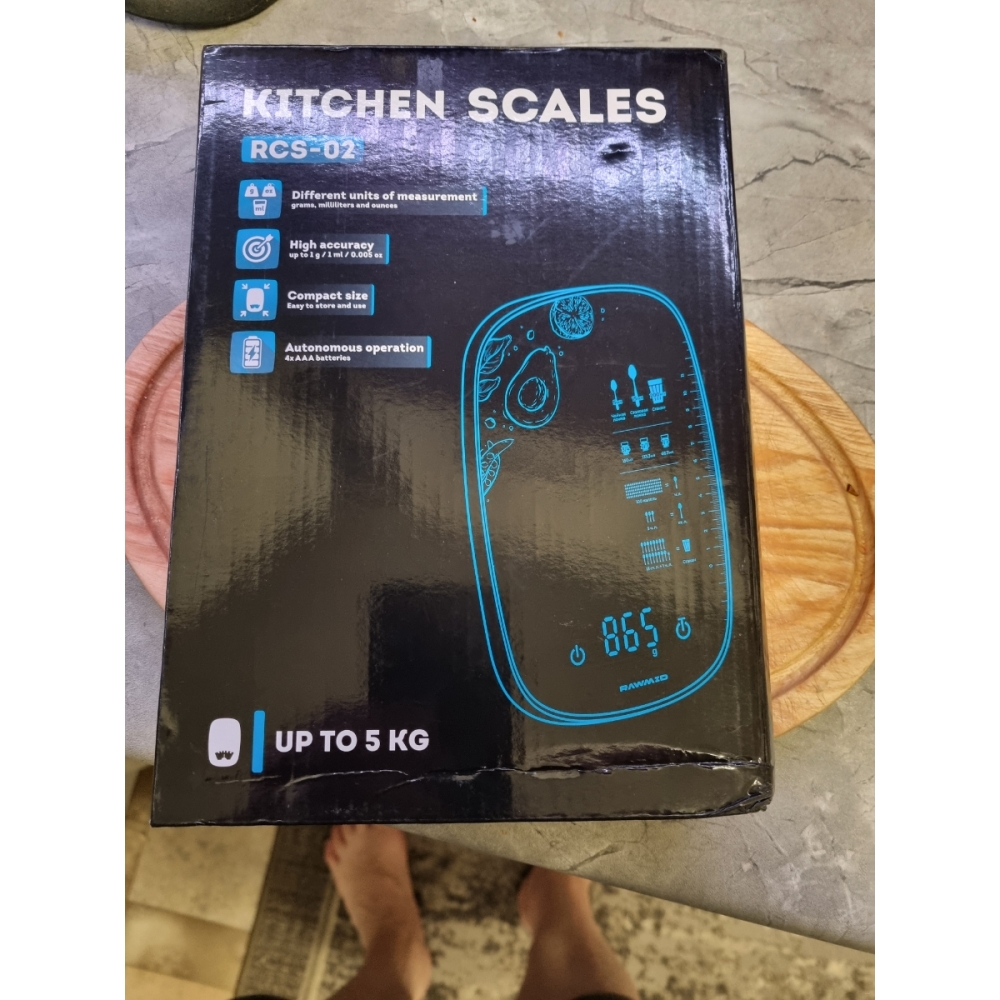 KITCHEN SCALES
RCS-02
Different units of measurement
grams, milliliters and ounces
High accuracy
up to 1 g / 1 ml / 0.005 oz
Compact size
Easy to store and use
Autonomous operation
4x AAA batteries
865
g
RAWMID
UP TO 5 KG